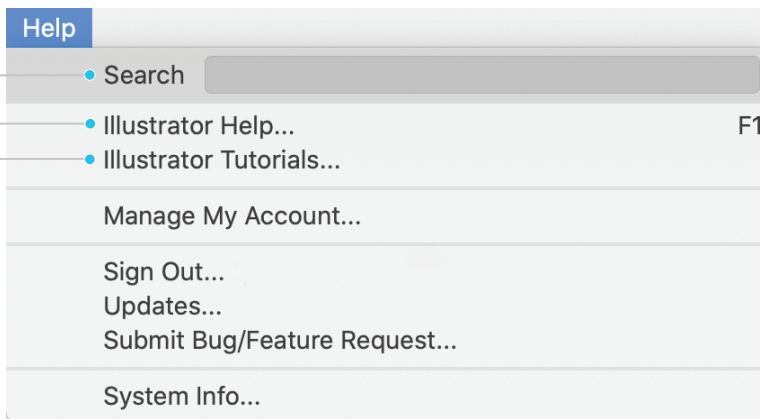 Help
Search
Illustrator Help... F1
Illustrator Tutorials...
Manage My Account...
Sign Out...
Updates...
Submit Bug/Feature Request...
System Info...